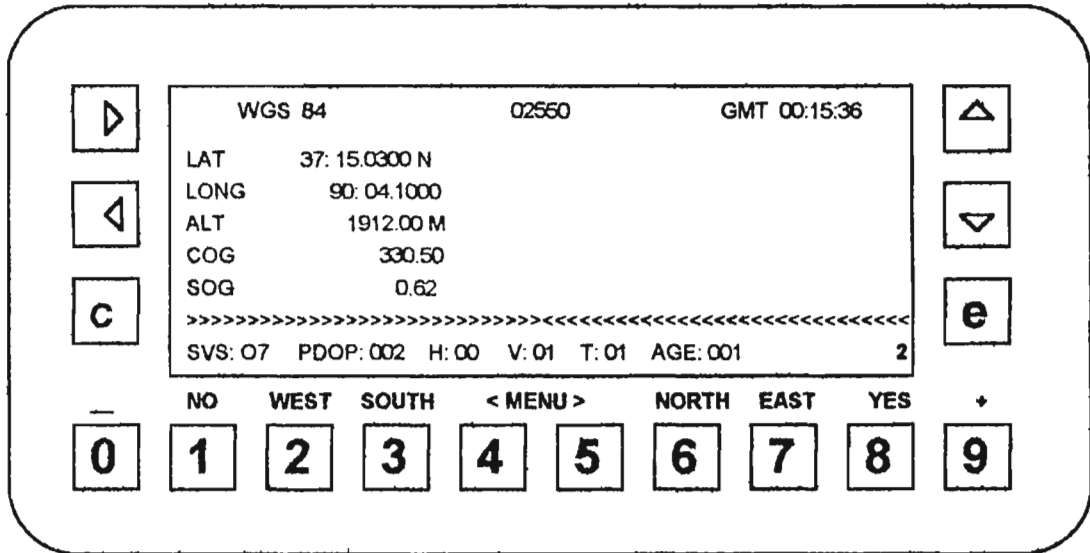 WGS 84 02550 GMT 00:15:36
LAT 37: 15.0300 N
LONG 90: 04.1000
ALT 1912.00 M
COG 330.50
SOG 0.62
>>>>>>>>>>>>>>>>>>>>>>>>>>>>>><<<<<<<<<<<<<<<<<<<<<<<<<<<<<<
SVS: O7 PDOP: 002 H: 00 V: 01 T: 01 AGE: 001 2
C
e
_ NO WEST SOUTH < MENU > NORTH EAST YES +
0 1 2 3 4 5 6 7 8 9